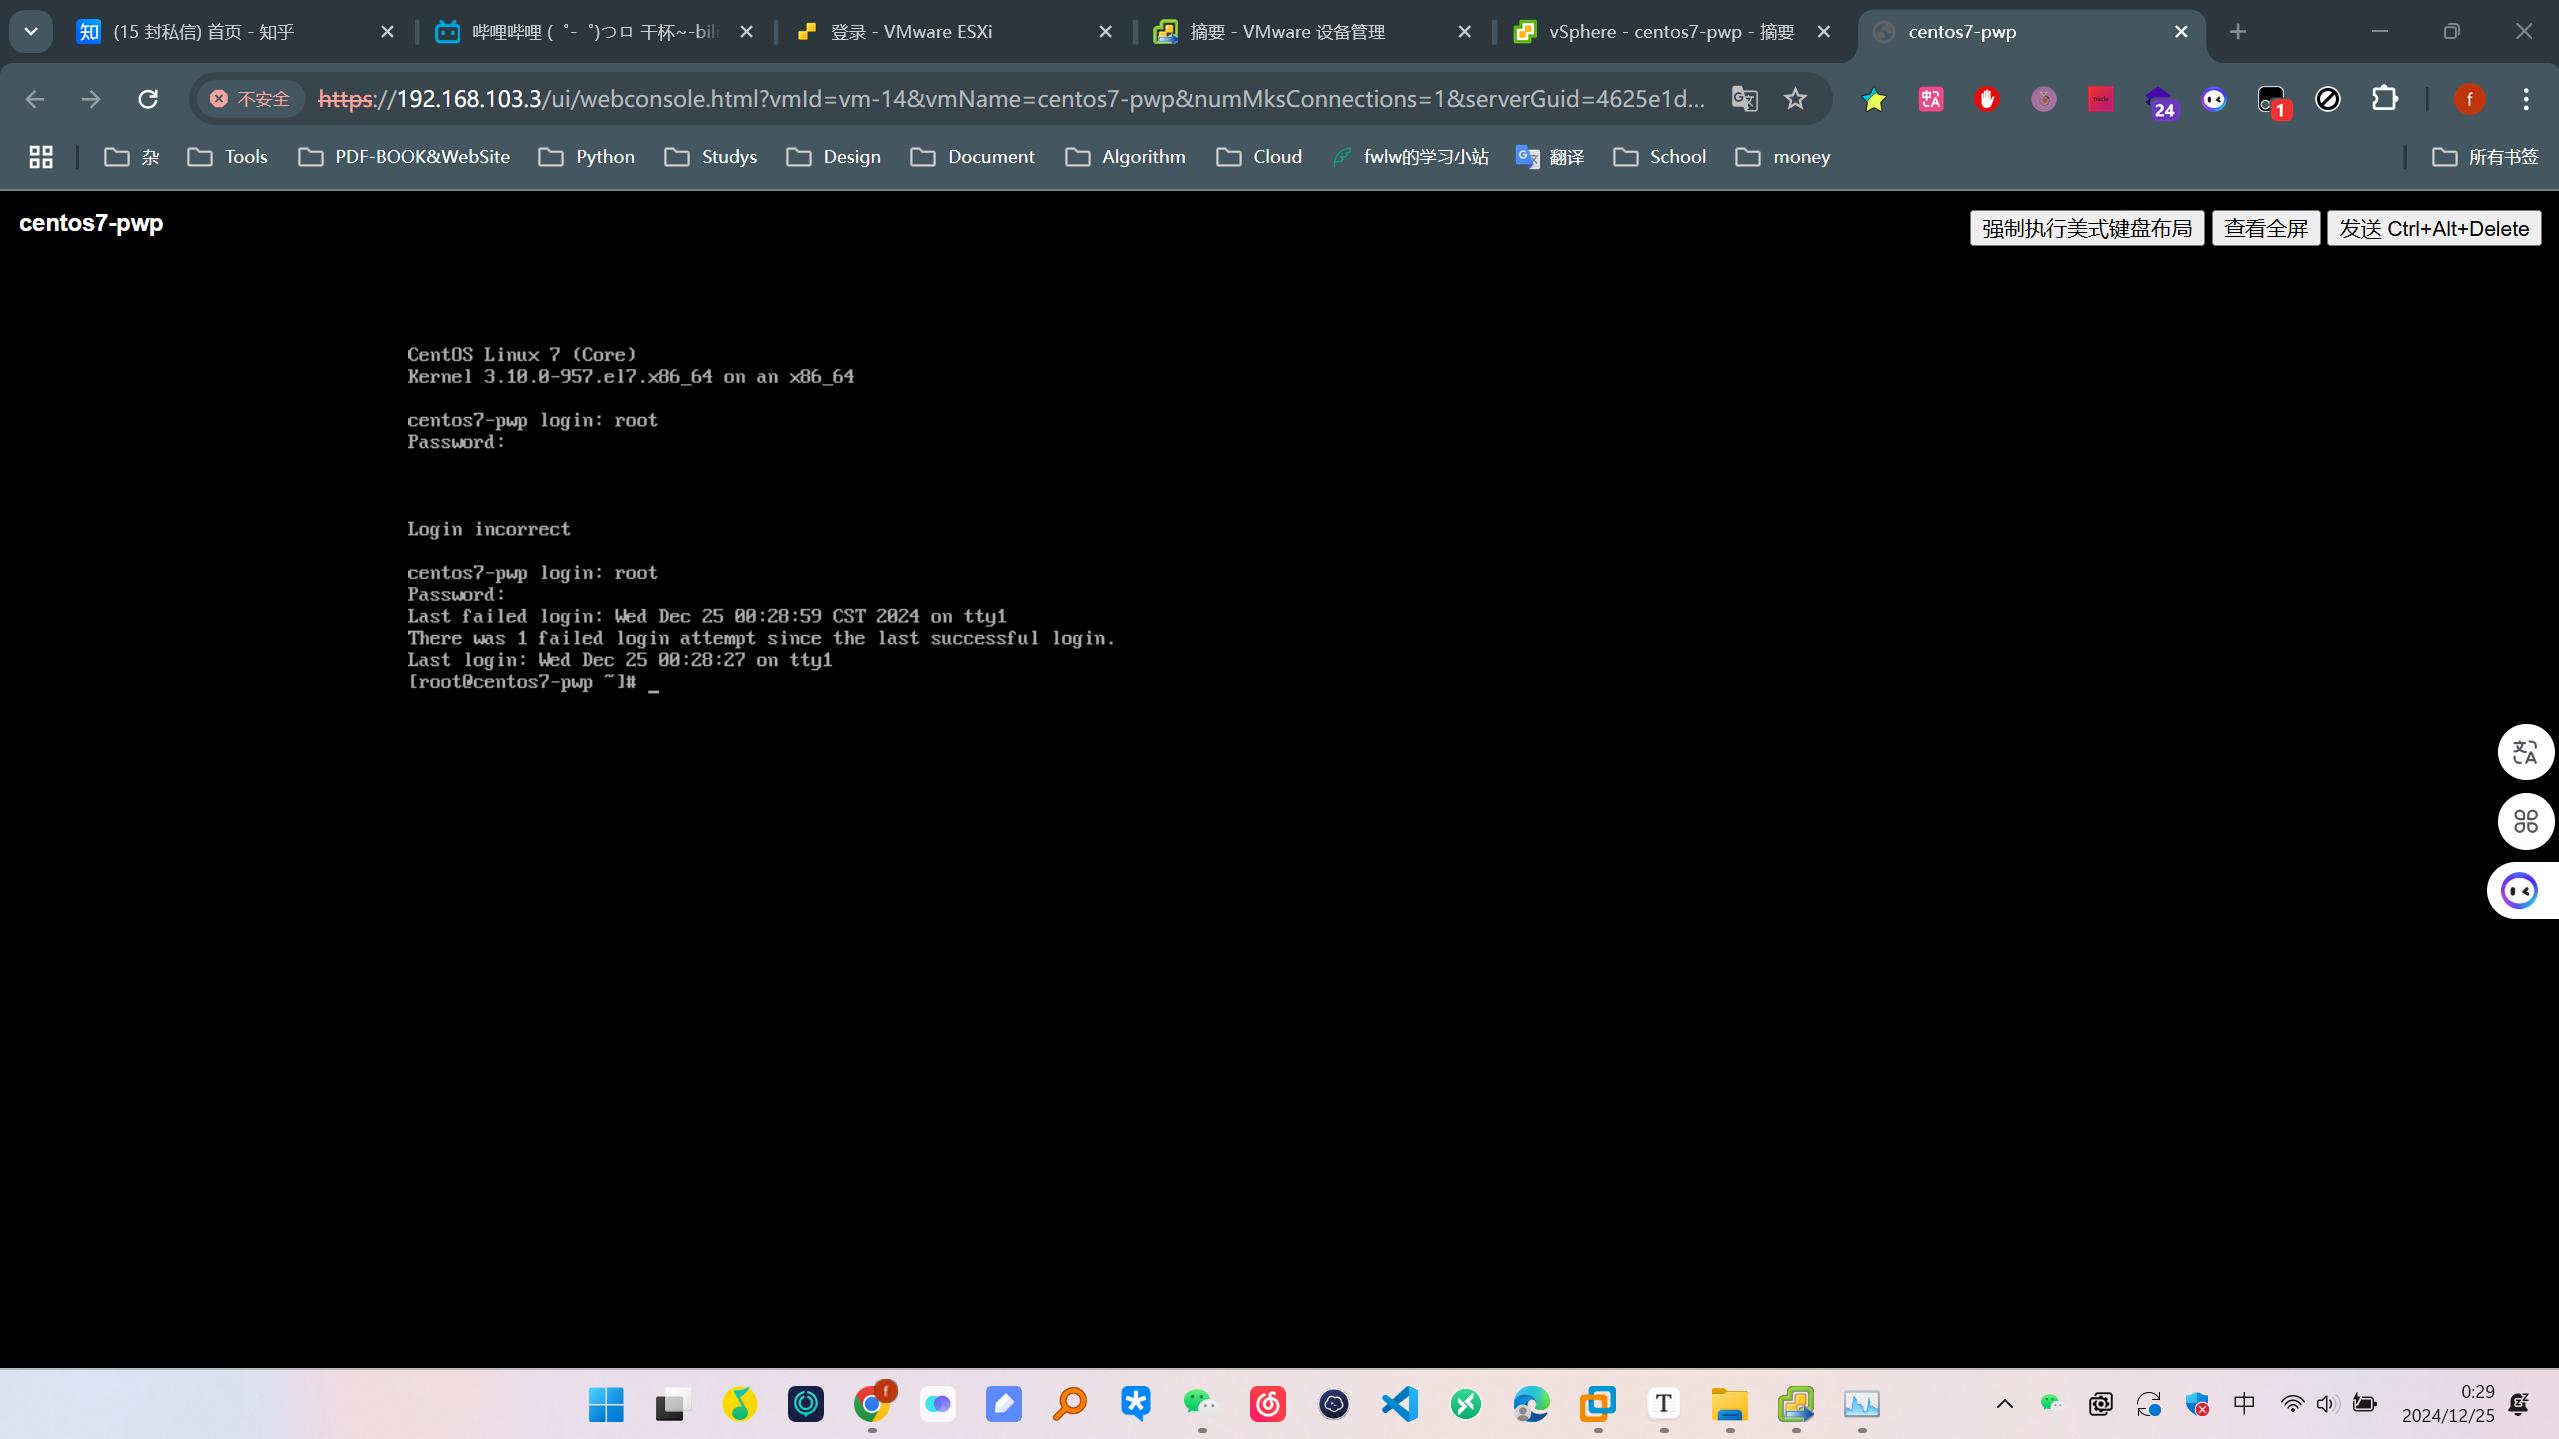 (15 封私信) 首页 - 知乎
哔哩哔哩 (゜-゜)つロ 干杯~-bili
登录 - VMware ESXi
摘要 - VMware 设备管理
vSphere - centos7-pwp - 摘要
centos7-pwp
不安全 https://192.168.103.3/ui/webconsole.html?vmId=vm-14&vmName=centos7-pwp&numMksConnections=1&serverGuid=4625e1d...
24
1
f
杂 Tools PDF-BOOK&WebSite Python Studys Design Document Algorithm Cloud fwlw的学习小站 翻译 School money 所有书签
centos7-pwp
强制执行美式键盘布局 查看全屏 发送 Ctrl+Alt+Delete
CentOS Linux 7 (Core)
Kernel 3.10.0-957.el7.x86_64 on an x86_64
centos7-pwp login: root
Password:
Login incorrect
centos7-pwp login: root
Password:
Last failed login: Wed Dec 25 00:28:59 CST 2024 on tty1
There was 1 failed login attempt since the last successful login.
Last login: Wed Dec 25 00:28:27 on tty1
[root@centos7-pwp ~]# _
中
0:29
2024/12/25